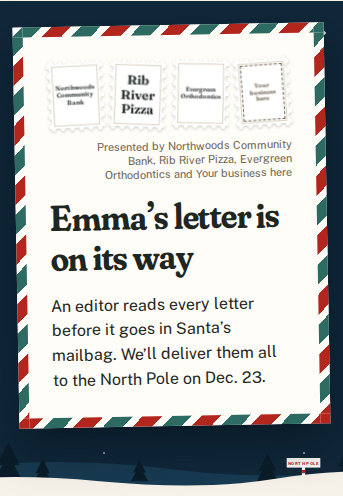 Northwoods
Community
Bank
Rib
River
Pizza
Evergreen
Orthodontics
Your
business
here
Presented by Northwoods Community
Bank, Rib River Pizza, Evergreen
Orthodontics and Your business here
Emma’s letter is
on its way
An editor reads every letter
before it goes in Santa’s
mailbag. We’ll deliver them all
to the North Pole on Dec. 23.
NORTH POLE